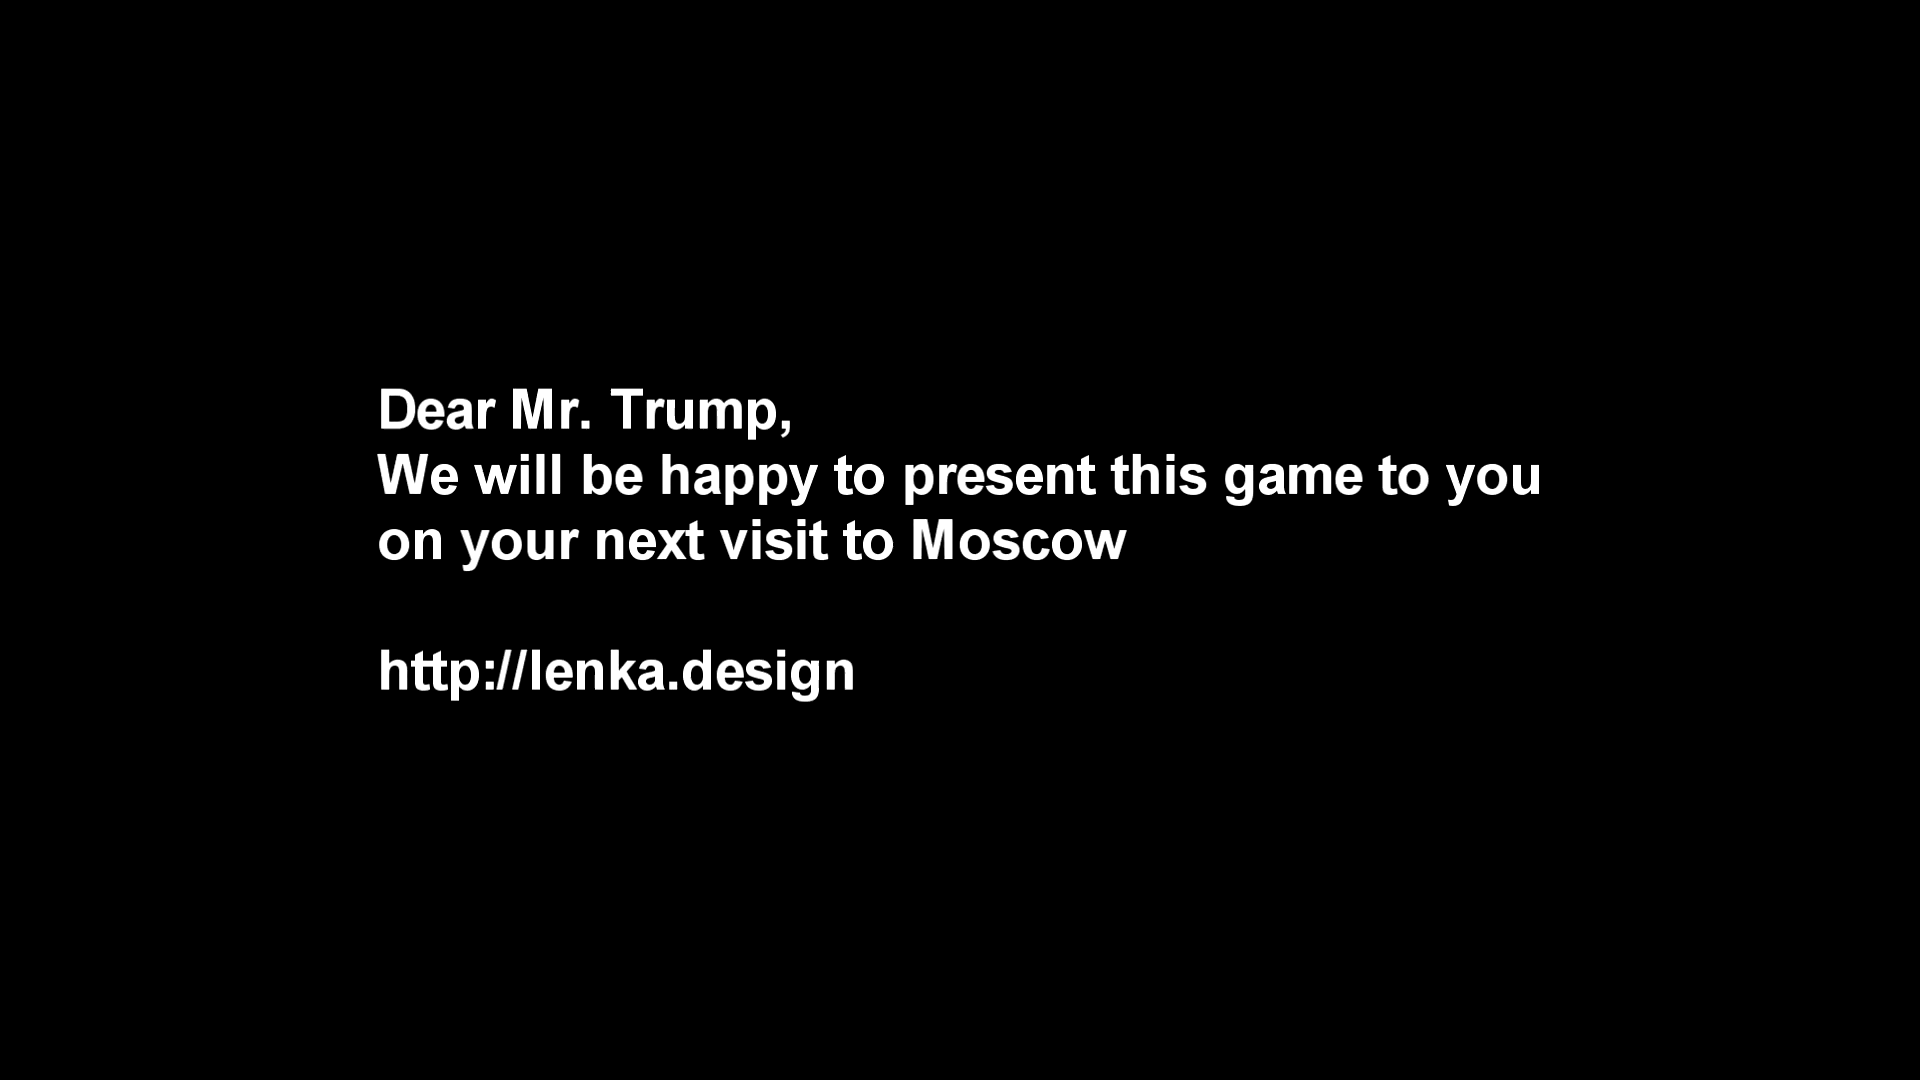 Dear Mr. Trump,
We will be happy to present this game to you
on your next visit to Moscow
http://lenka.design